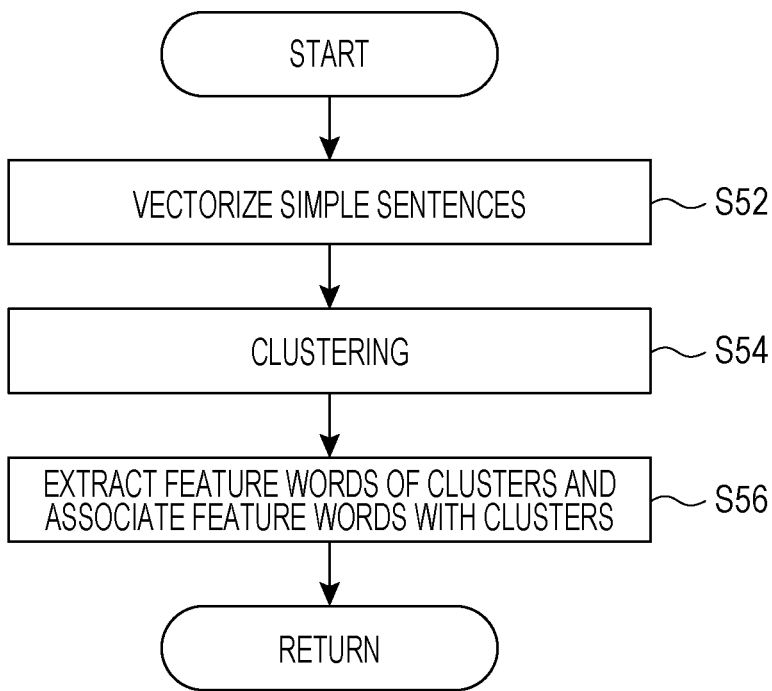 START
VECTORIZE SIMPLE SENTENCES
S52
CLUSTERING
S54
EXTRACT FEATURE WORDS OF CLUSTERS AND
ASSOCIATE FEATURE WORDS WITH CLUSTERS
S56
RETURN